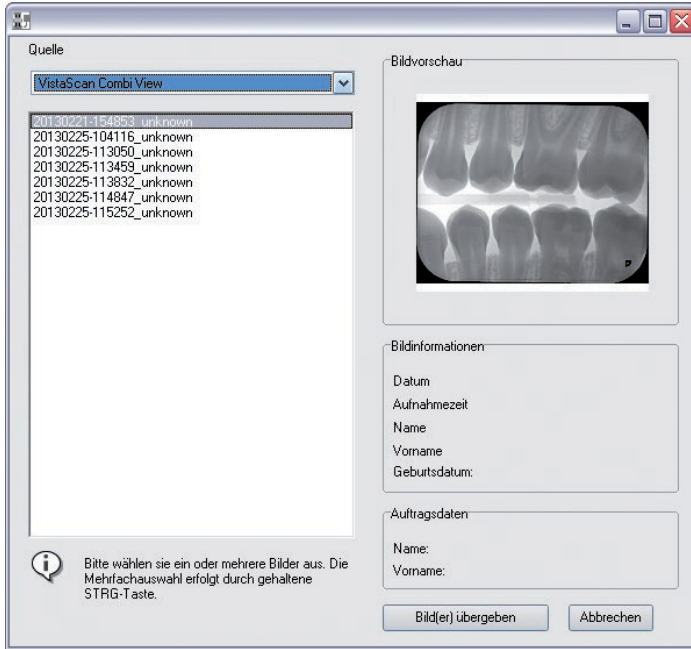 Quelle
VistaScan Combi View
20130221-154853_unknown
20130225-104116_unknown
20130225-113050_unknown
20130225-113459_unknown
20130225-113832_unknown
20130225-114847_unknown
20130225-115252_unknown
Bitte wählen sie ein oder mehrere Bilder aus. Die
Mehrfachauswahl erfolgt durch gehaltene
STRG-Taste.
Bildvorschau
Bildinformationen
Datum
Aufnahmezeit
Name
Vorname
Geburtsdatum:
Auftragsdaten
Name:
Vorname:
Bild(er) übergeben
Abbrechen